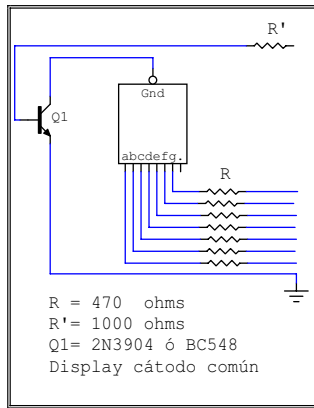 R'
Gnd
Q1
abcdefg.
R
R = 470 ohms
R'= 1000 ohms
Q1= 2N3904 ó BC548
Display cátodo común